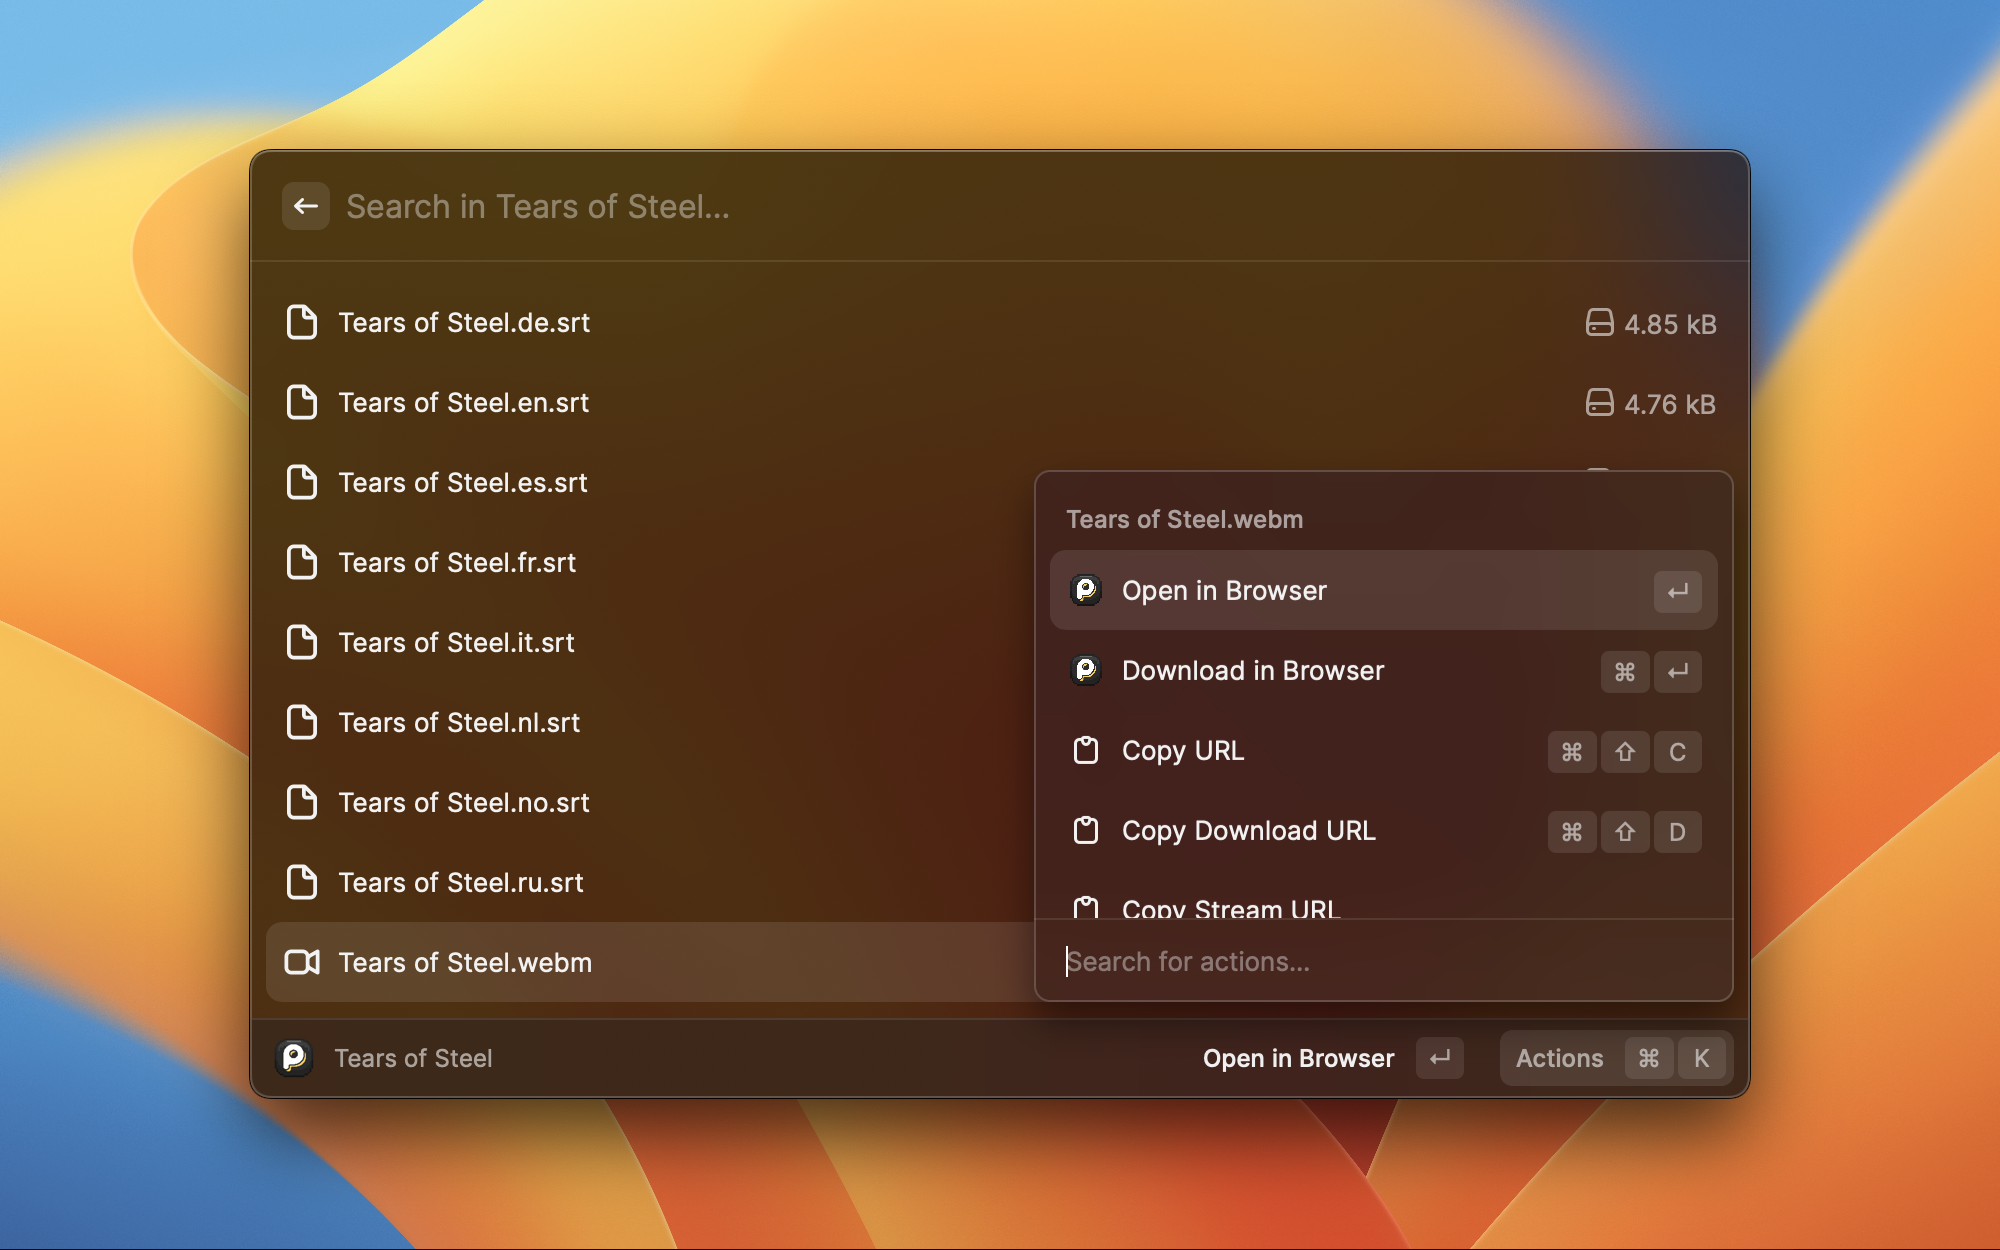 Search in Tears of Steel...
Tears of Steel.de.srt 4.85 kB
Tears of Steel.en.srt 4.76 kB
Tears of Steel.es.srt
Tears of Steel.fr.srt
Tears of Steel.it.srt
Tears of Steel.nl.srt
Tears of Steel.no.srt
Tears of Steel.ru.srt
Tears of Steel.webm
Tears of Steel.webm
Open in Browser ↵
Download in Browser ⌘ ↵
Copy URL ⌘ ⇧ C
Copy Download URL ⌘ ⇧ D
Copy Stream URL
Search for actions...
Tears of Steel Open in Browser ↵ Actions ⌘ K